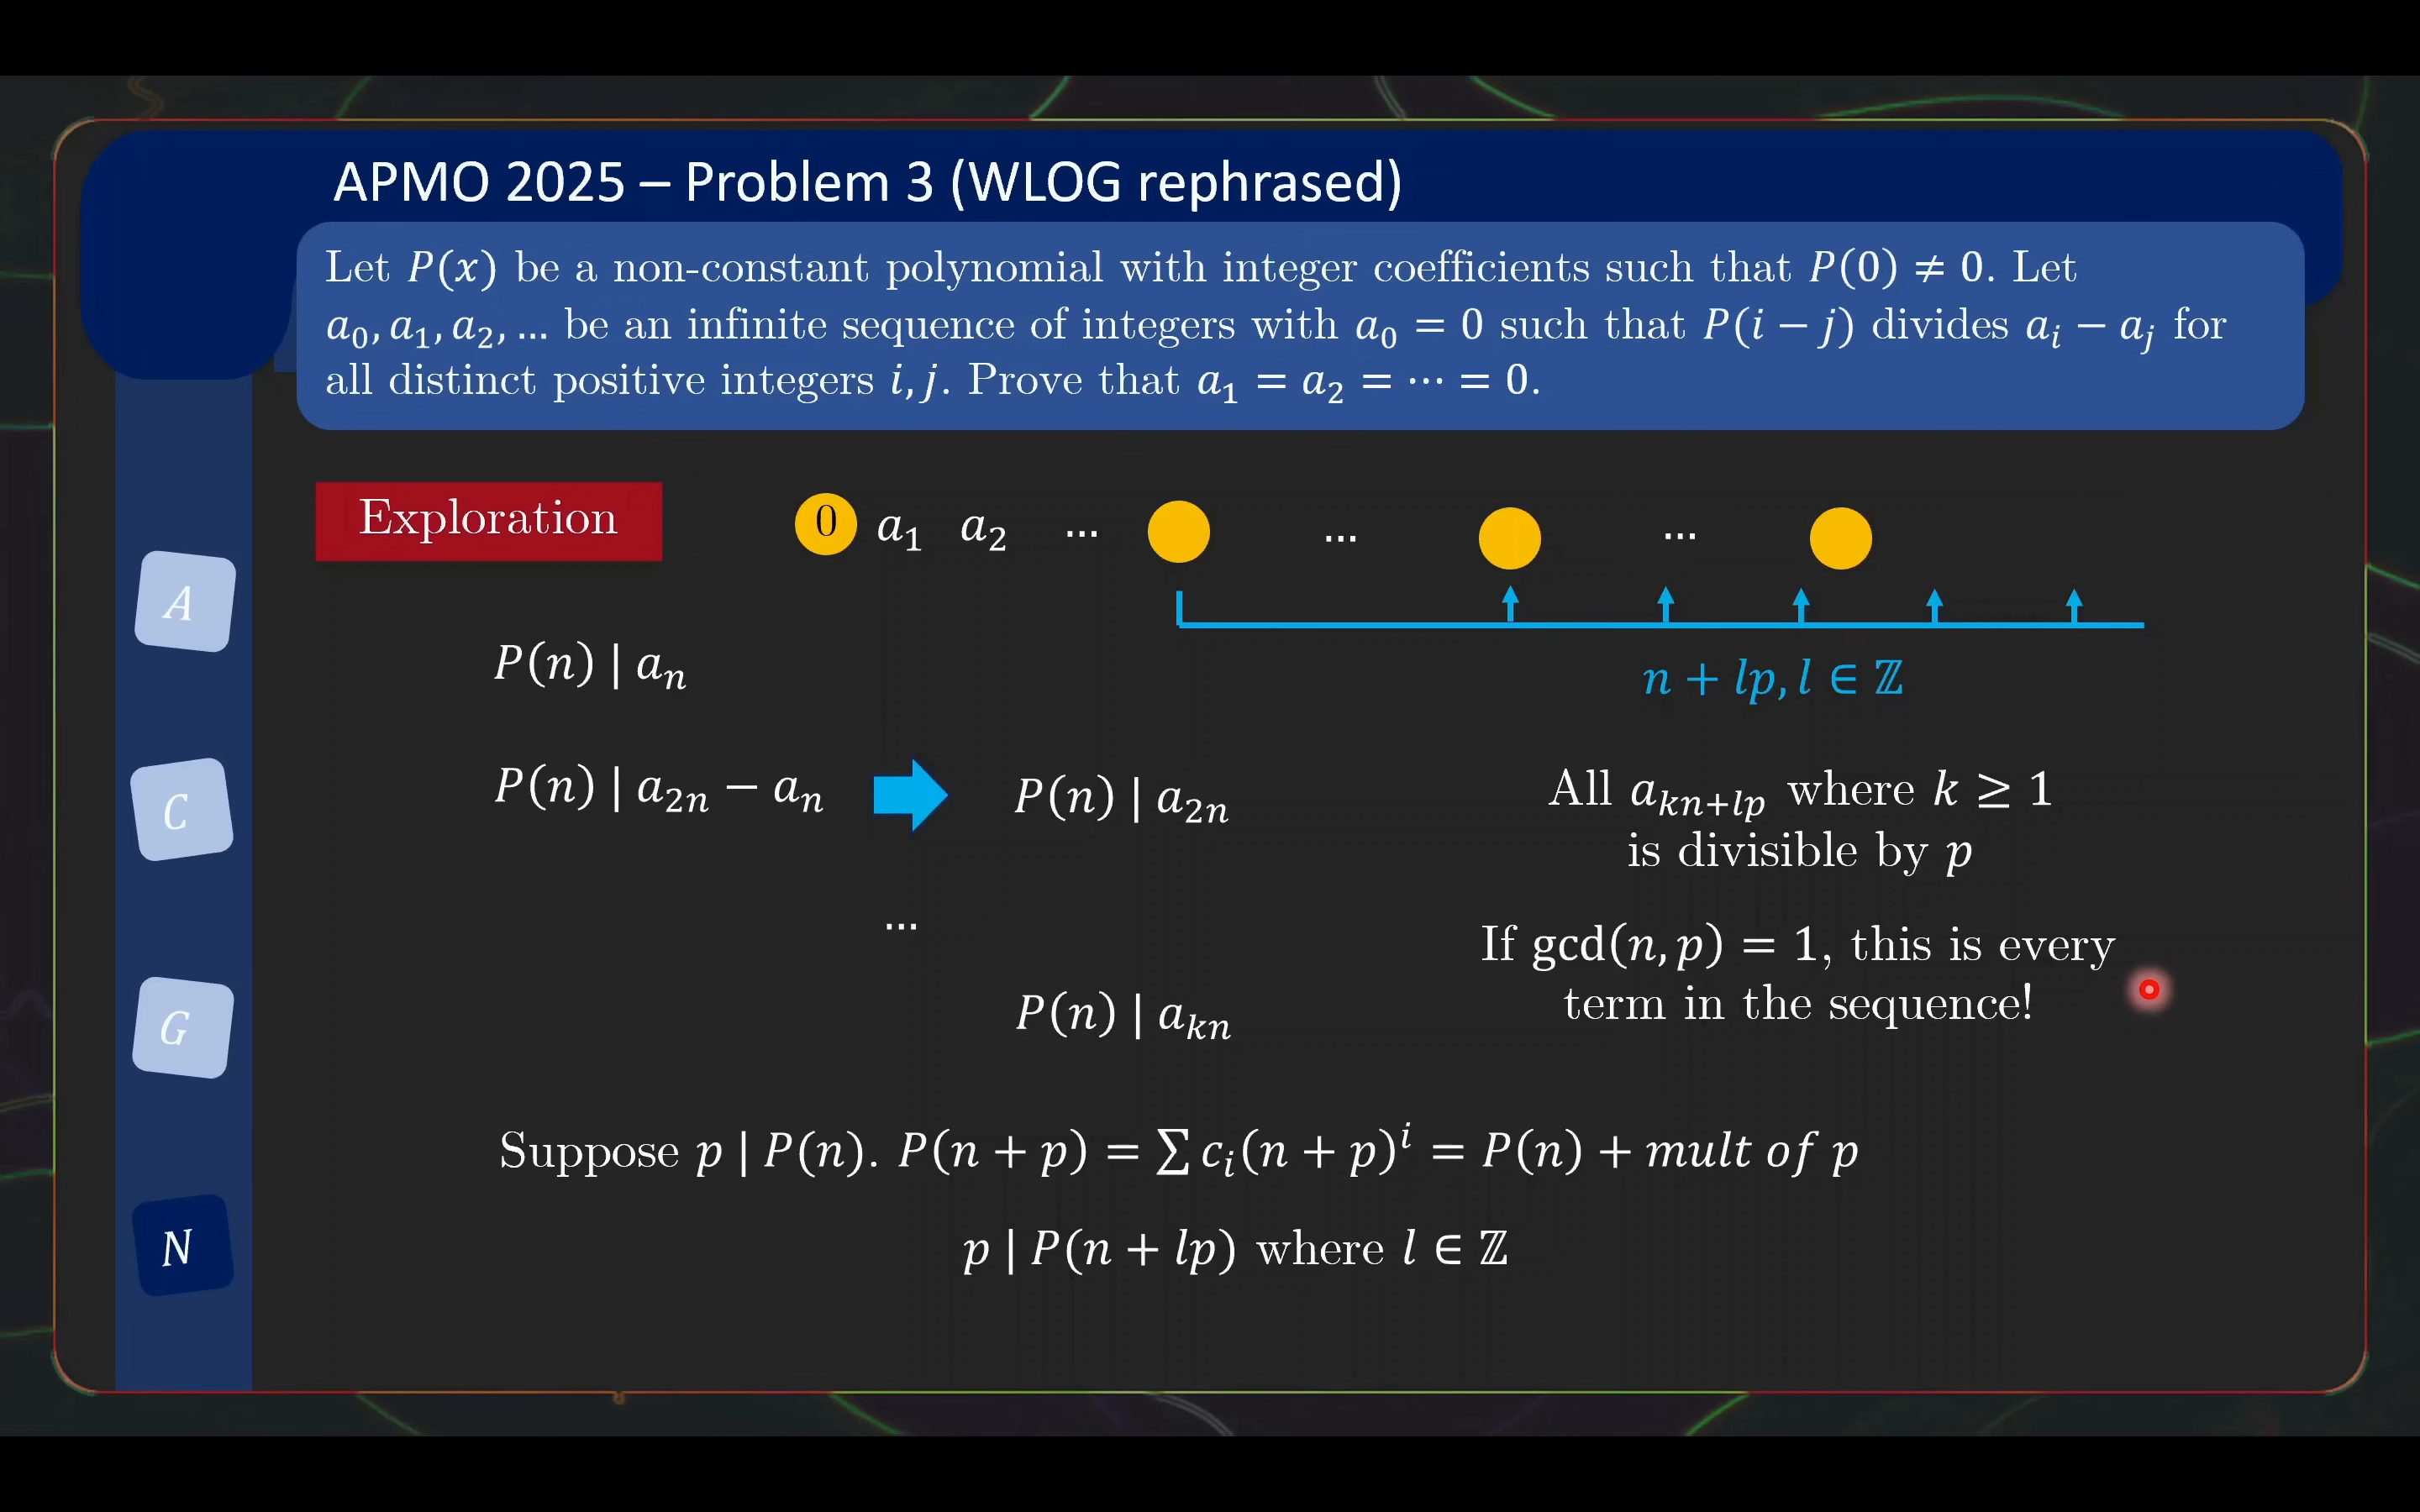 APMO 2025 – Problem 3 (WLOG rephrased)
Let P(x) be a non-constant polynomial with integer coefficients such that P(0) ≠ 0. Let
a₀, a₁, a₂, ... be an infinite sequence of integers with a₀ = 0 such that P(i − j) divides aᵢ − aⱼ for
all distinct positive integers i, j. Prove that a₁ = a₂ = ⋯ = 0.
Exploration
0 a₁ a₂ ... ... ...
n + lp, l ∈ ℤ
A
P(n) | aₙ
C
P(n) | a₂ₙ − aₙ
P(n) | a₂ₙ
...
P(n) | aₖₙ
All aₖₙ₊ₗₚ where k ≥ 1
is divisible by p
If gcd(n, p) = 1, this is every
term in the sequence!
G
Suppose p | P(n). P(n + p) = ∑ cᵢ(n + p)ⁱ = P(n) + mult of p
N
p | P(n + lp) where l ∈ ℤ